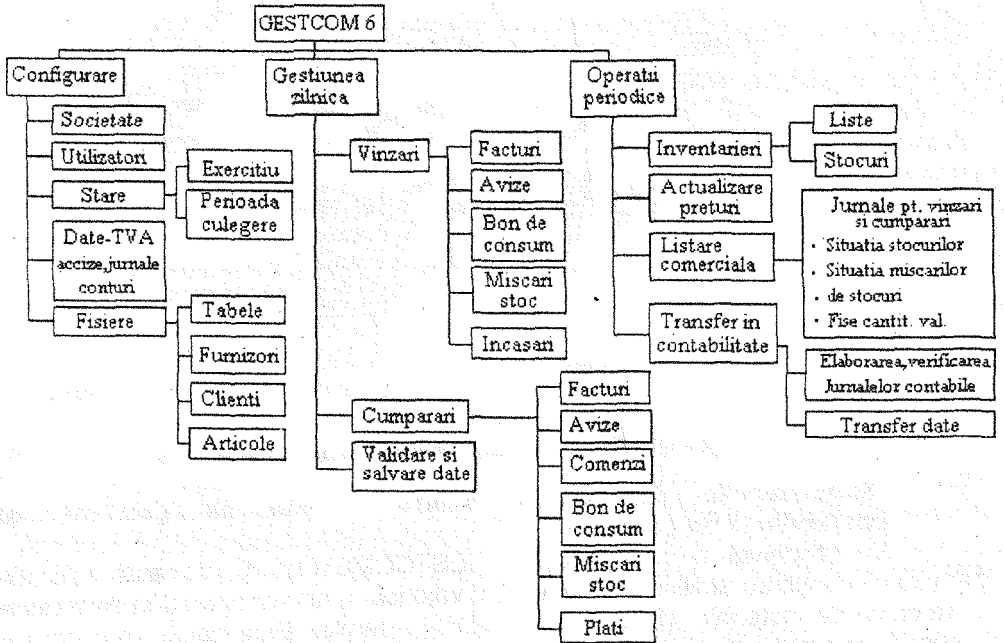 GESTCOM 6
Configurare
Societate
Utilizatori
Stare
Exercitiu
Perioada
culegere
Date-TVA
accize,jurnale
conturi
Fisiere
Tabele
Furnizori
Clienti
Articole
Gestiunea
zilnica
Vinzari
Facturi
Avize
Bon de
consum
Miscari
stoc
Incasari
Cumparari
Facturi
Avize
Comenzi
Bon de
consum
Miscari
stoc
Plati
Validare si
salvare date
Operatii
periodice
Inventarieri
Liste
Stocuri
Actualizare
preturi
Listare
comerciala
Jurnale pt. vinzari
si cumparari
· Situatia stocurilor
· Situatia miscarilor
· de stocuri
· Fise cantit. val.
Transfer in
contabilitate
Elaborarea,verificarea
Jurnalelor contabile
Transfer date